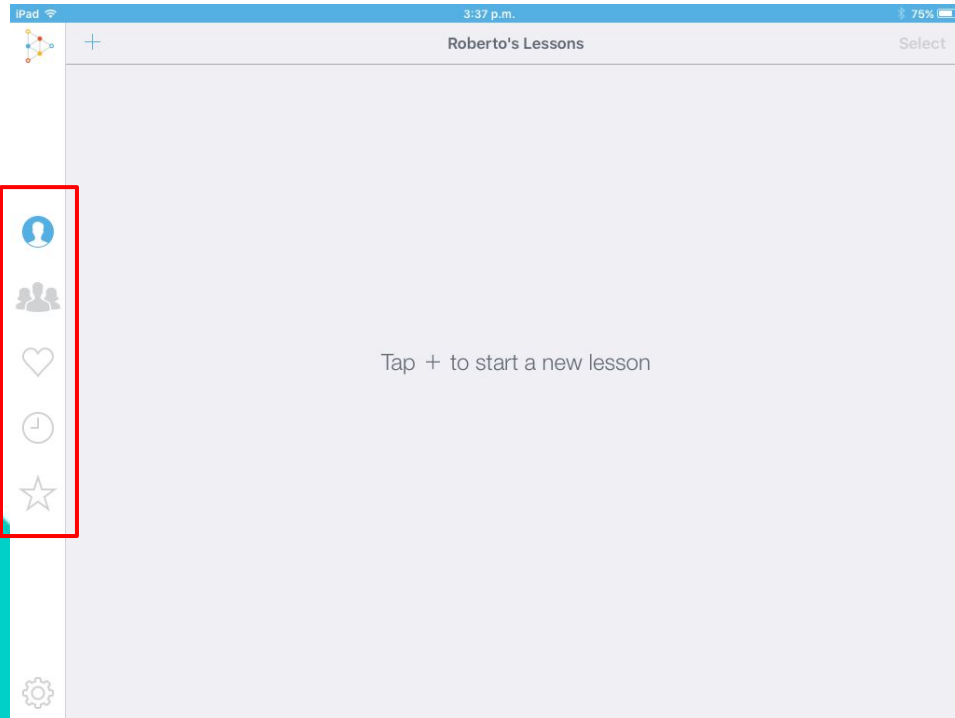 iPad 3:37 p.m. 75%
+ Roberto's Lessons Select
Tap + to start a new lesson